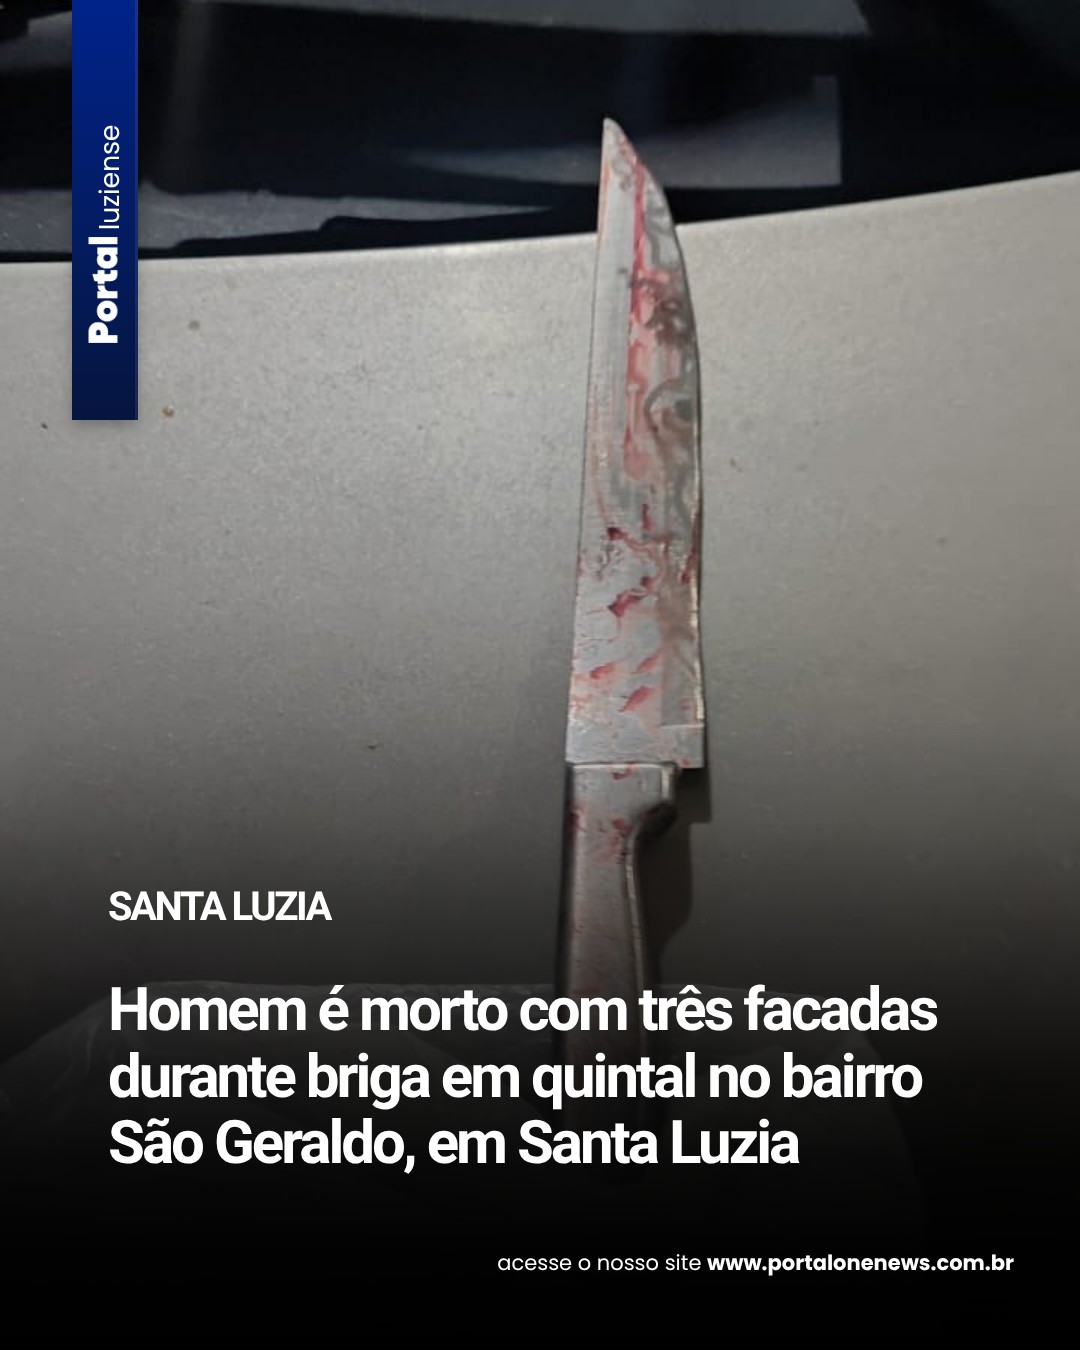 Portal luziense
SANTA LUZIA
Homem é morto com três facadas
durante briga em quintal no bairro
São Geraldo, em Santa Luzia
acesse o nosso site www.portalonenews.com.br